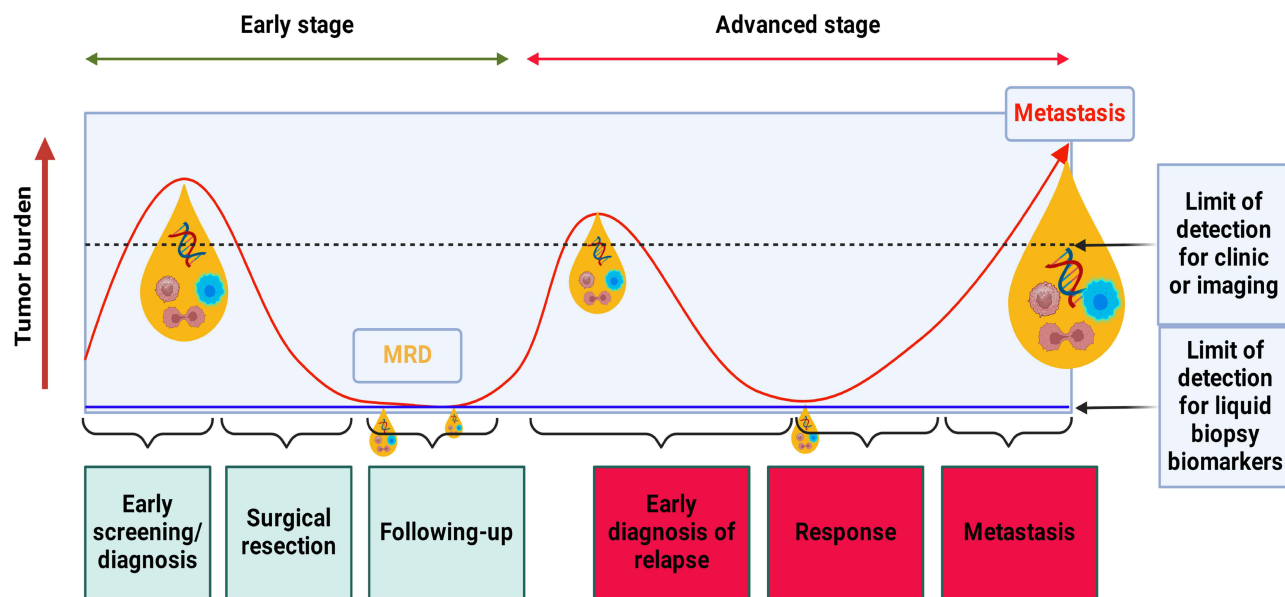 Early stage
Advanced stage
Metastasis
Tumor burden
MRD
Limit of
detection
for clinic
or imaging
Limit of
detection
for liquid
biopsy
biomarkers
Early
screening/
diagnosis
Surgical
resection
Following-up
Early
diagnosis of
relapse
Response
Metastasis